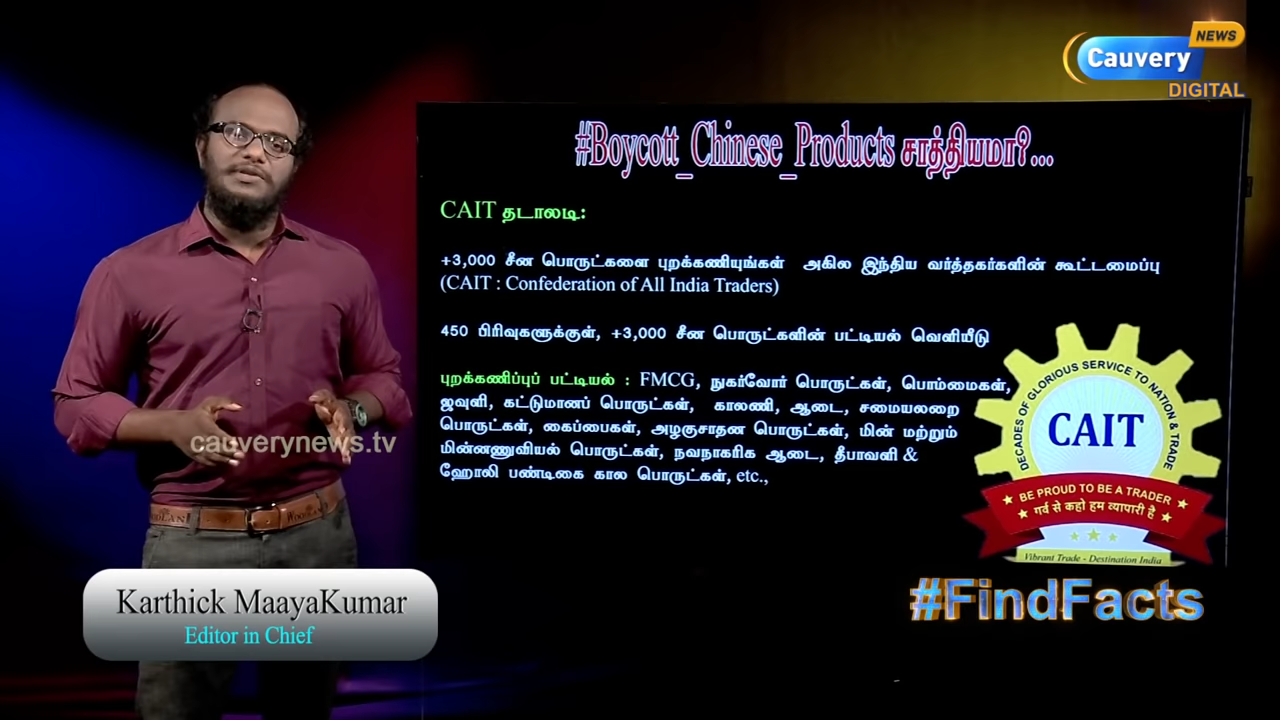 Cauvery NEWS
DIGITAL
#Boycott_Chinese_Products சாத்தியமா?...
CAIT தடாலடி:
+3,000 சீன பொருட்களை புறக்கணியுங்கள் அகில இந்திய வர்த்தகர்களின் கூட்டமைப்பு
(CAIT : Confederation of All India Traders)
450 பிரிவுகளுக்குள், +3,000 சீன பொருட்களின் பட்டியல் வெளியீடு
புறக்கணிப்புப் பட்டியல் : FMCG, நுகர்வோர் பொருட்கள், பொம்மைகள்,
ஜவுளி, கட்டுமானப் பொருட்கள், காலணி, ஆடை, சமையலறை
பொருட்கள், கைப்பைகள், அழகுசாதன பொருட்கள், மின் மற்றும்
மின்னணுவியல் பொருட்கள், நவநாகரிக ஆடை, தீபாவளி &
ஹோலி பண்டிகை கால பொருட்கள், etc.,
DECADES OF GLORIOUS SERVICE TO NATION & TRADE
CAIT
BE PROUD TO BE A TRADER
गर्व से कहो हम व्यापारी है
Vibrant Trade - Destination India
cauverynews.tv
WOODLAND
Karthick MaayaKumar
Editor in Chief
#FindFacts